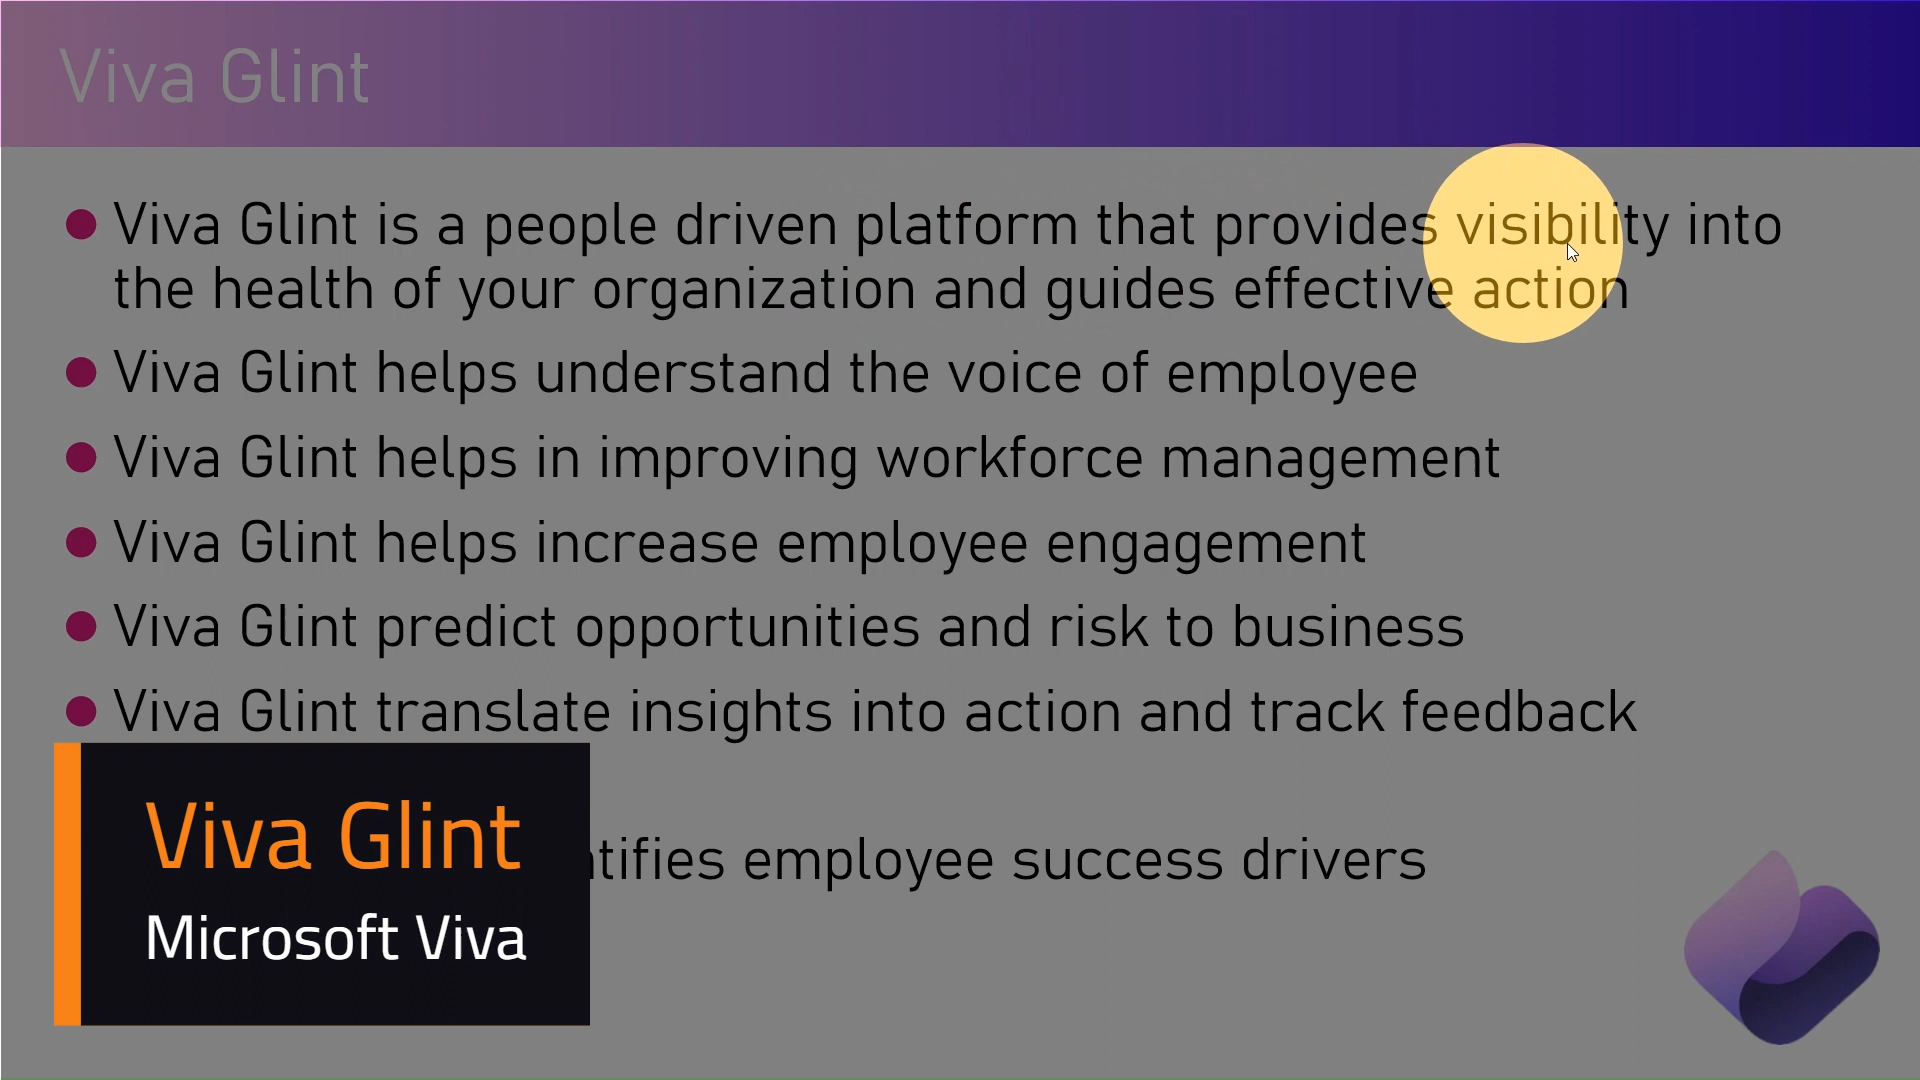 Viva Glint
Viva Glint is a people driven platform that provides visibility into
the health of your organization and guides effective action
Viva Glint helps understand the voice of employee
Viva Glint helps in improving workforce management
Viva Glint helps increase employee engagement
Viva Glint predict opportunities and risk to business
Viva Glint translate insights into action and track feedback
employee success drivers
Viva Glint
Microsoft Viva